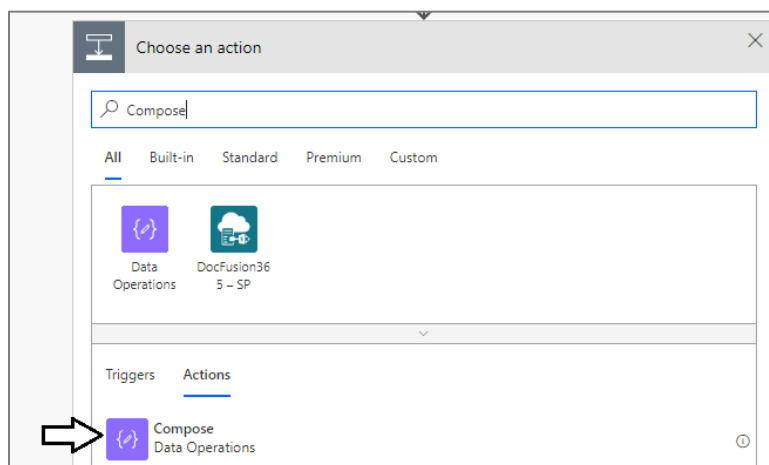 Choose an action
Compose
All Built-in Standard Premium Custom
Data
Operations
DocFusion36
5 – SP
Triggers Actions
Compose
Data Operations